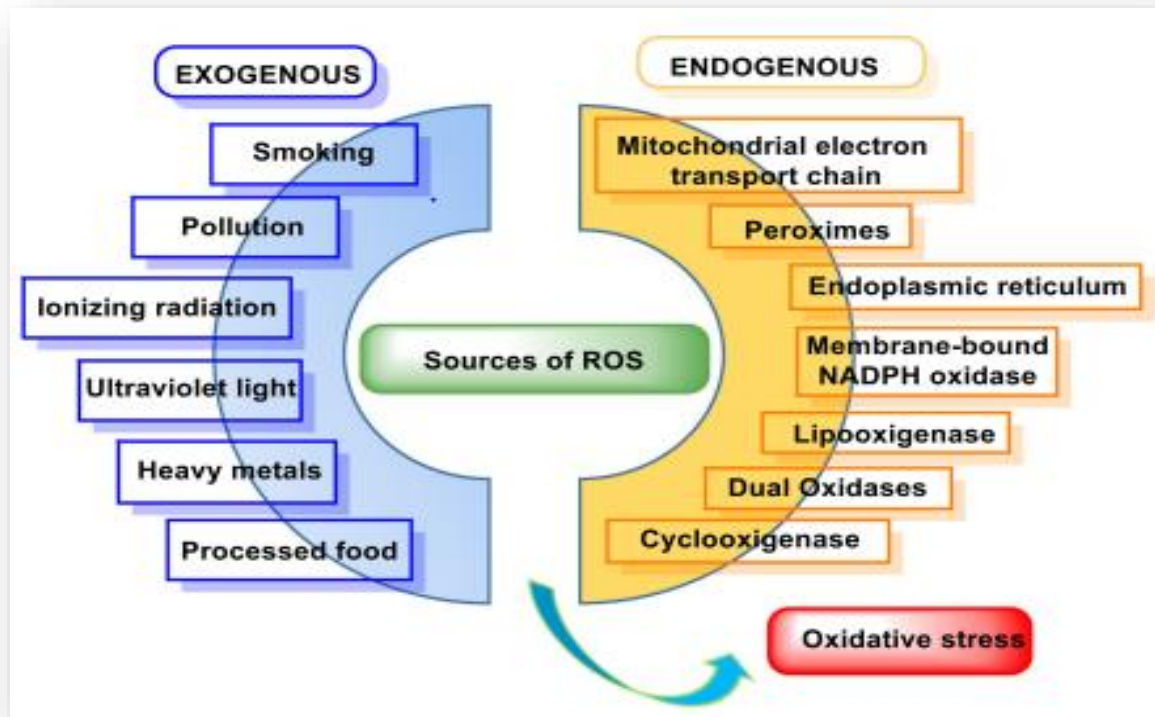 EXOGENOUS
Smoking
Pollution
Ionizing radiation
Ultraviolet light
Heavy metals
Processed food
Sources of ROS
ENDOGENOUS
Mitochondrial electron
transport chain
Peroximes
Endoplasmic reticulum
Membrane-bound
NADPH oxidase
Lipooxigenase
Dual Oxidases
Cyclooxigenase
Oxidative stress